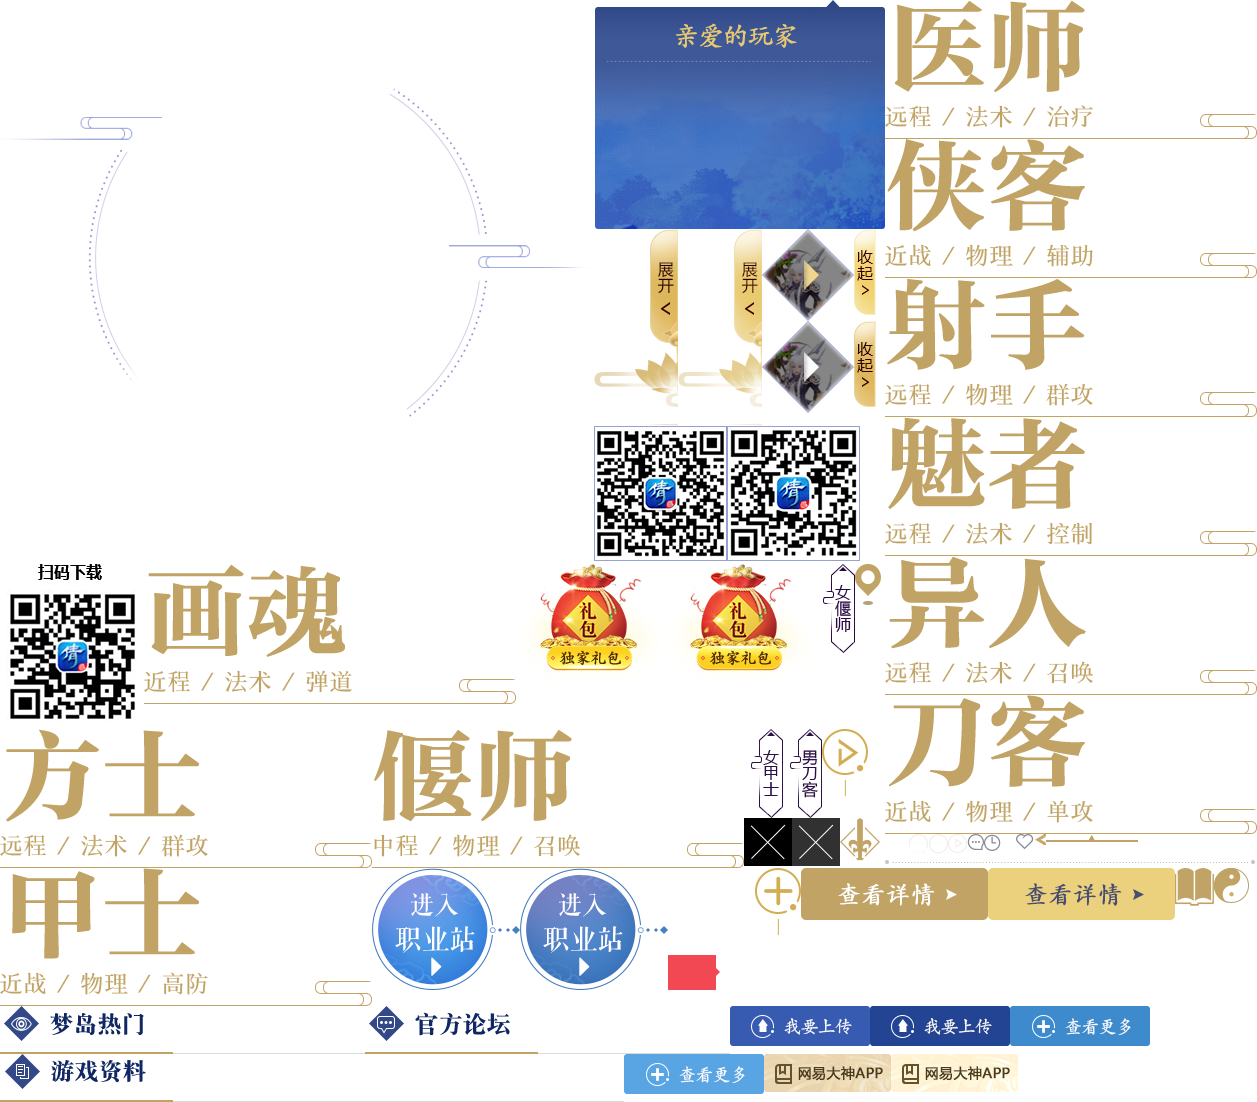 亲爱的玩家
医师
远程 / 法术 / 治疗
侠客
近战 / 物理 / 辅助
展开
展开
收起
收起
射手
远程 / 物理 / 群攻
魅者
远程 / 法术 / 控制
倩
倩
扫码下载
倩
画魂
近程 / 法术 / 弹道
礼包
独家礼包
礼包
独家礼包
女偃师
异人
远程 / 法术 / 召唤
刀客
近战 / 物理 / 单攻
方士
远程 / 法术 / 群攻
偃师
中程 / 物理 / 召唤
女甲士
男刀客
甲士
近战 / 物理 / 高防
进入
职业站
进入
职业站
查看详情
查看详情
梦岛热门
官方论坛
我要上传
我要上传
查看更多
游戏资料
查看更多
网易大神APP
网易大神APP